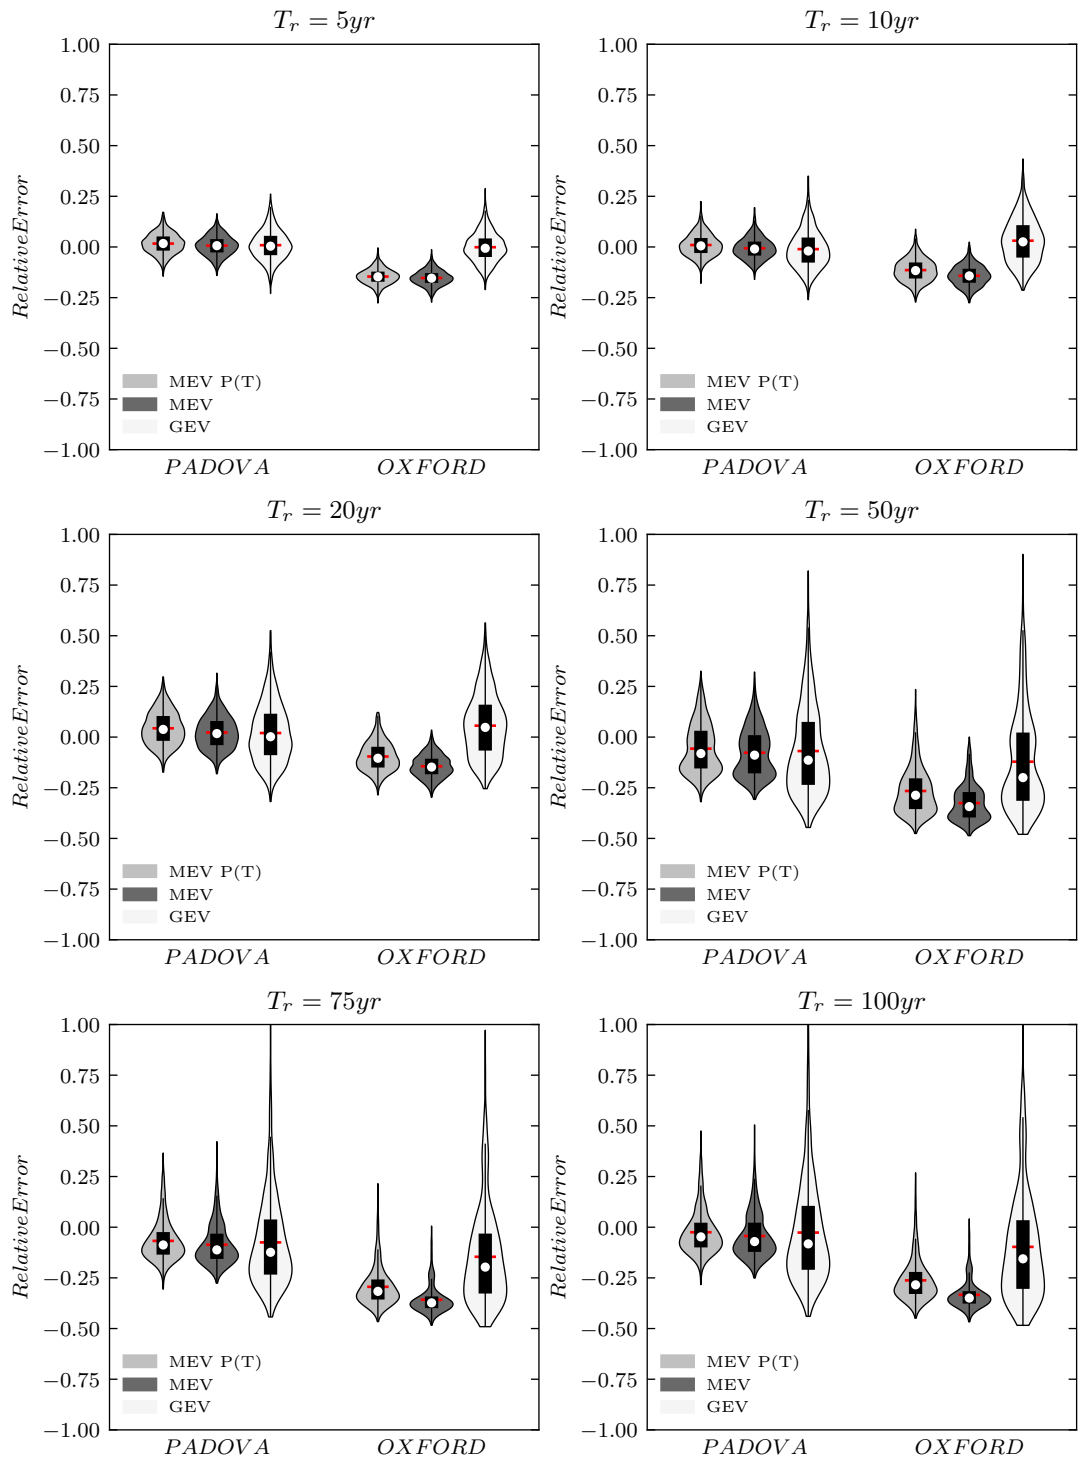 T_r = 5yr
T_r = 10yr
1.00
0.75
0.50
0.25
0.00
−0.25
−0.50
−0.75
−1.00
RelativeError
MEV P(T)
MEV
GEV
PADOVA OXFORD
1.00
0.75
0.50
0.25
0.00
−0.25
−0.50
−0.75
−1.00
RelativeError
MEV P(T)
MEV
GEV
PADOVA OXFORD
T_r = 20yr
T_r = 50yr
1.00
0.75
0.50
0.25
0.00
−0.25
−0.50
−0.75
−1.00
RelativeError
MEV P(T)
MEV
GEV
PADOVA OXFORD
1.00
0.75
0.50
0.25
0.00
−0.25
−0.50
−0.75
−1.00
RelativeError
MEV P(T)
MEV
GEV
PADOVA OXFORD
T_r = 75yr
T_r = 100yr
1.00
0.75
0.50
0.25
0.00
−0.25
−0.50
−0.75
−1.00
RelativeError
MEV P(T)
MEV
GEV
PADOVA OXFORD
1.00
0.75
0.50
0.25
0.00
−0.25
−0.50
−0.75
−1.00
RelativeError
MEV P(T)
MEV
GEV
PADOVA OXFORD